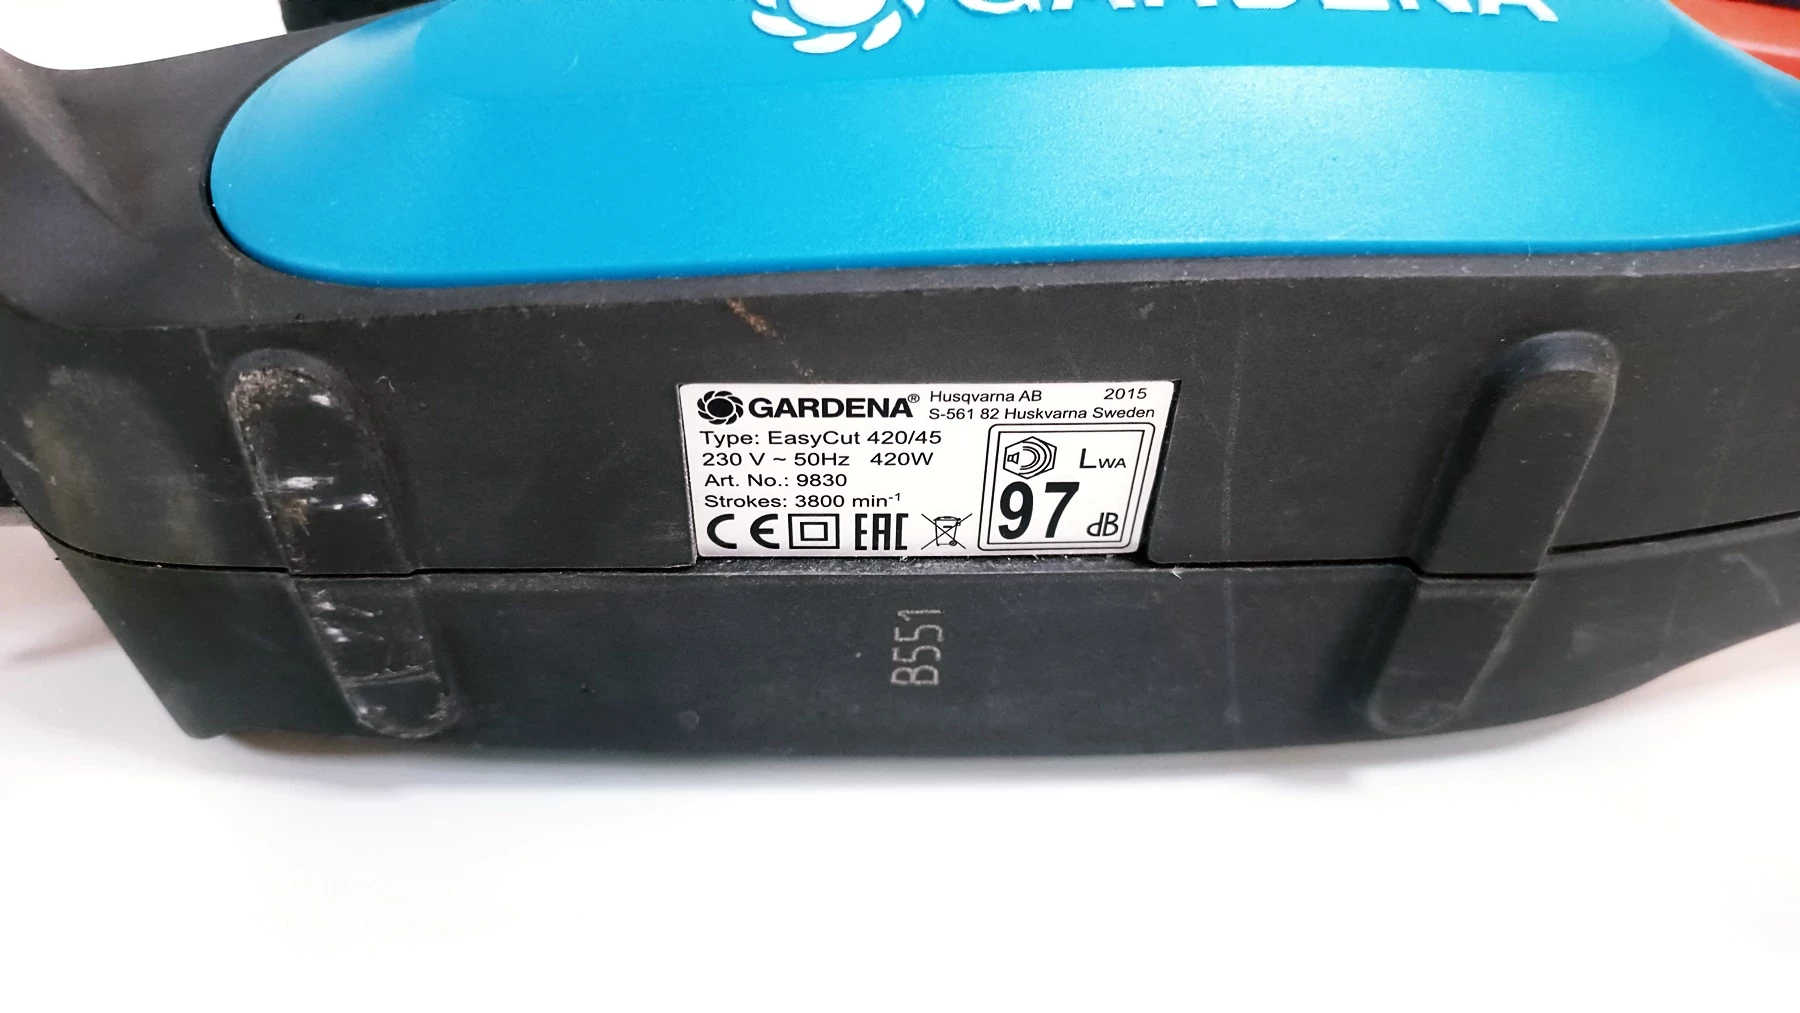 GARDENA
GARDENA® Husqvarna AB 2015
S-561 82 Huskvarna Sweden
Type: EasyCut 420/45
230 V ~ 50Hz 420W
Art. No.: 9830
Strokes: 3800 min-1
CE EAC
LWA
97 dB
B551